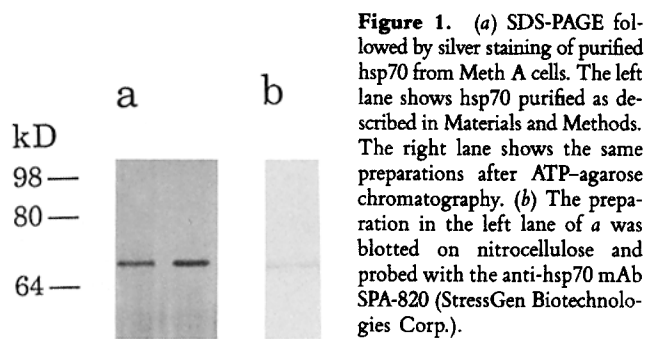 a
b
kD
98
80
64
Figure 1. (a) SDS-PAGE fol-
lowed by silver staining of purified
hsp70 from Meth A cells. The left
lane shows hsp70 purified as de-
scribed in Materials and Methods.
The right lane shows the same
preparations after ATP–agarose
chromatography. (b) The prepa-
ration in the left lane of a was
blotted on nitrocellulose and
probed with the anti-hsp70 mAb
SPA-820 (StressGen Biotechnolo-
gies Corp.).